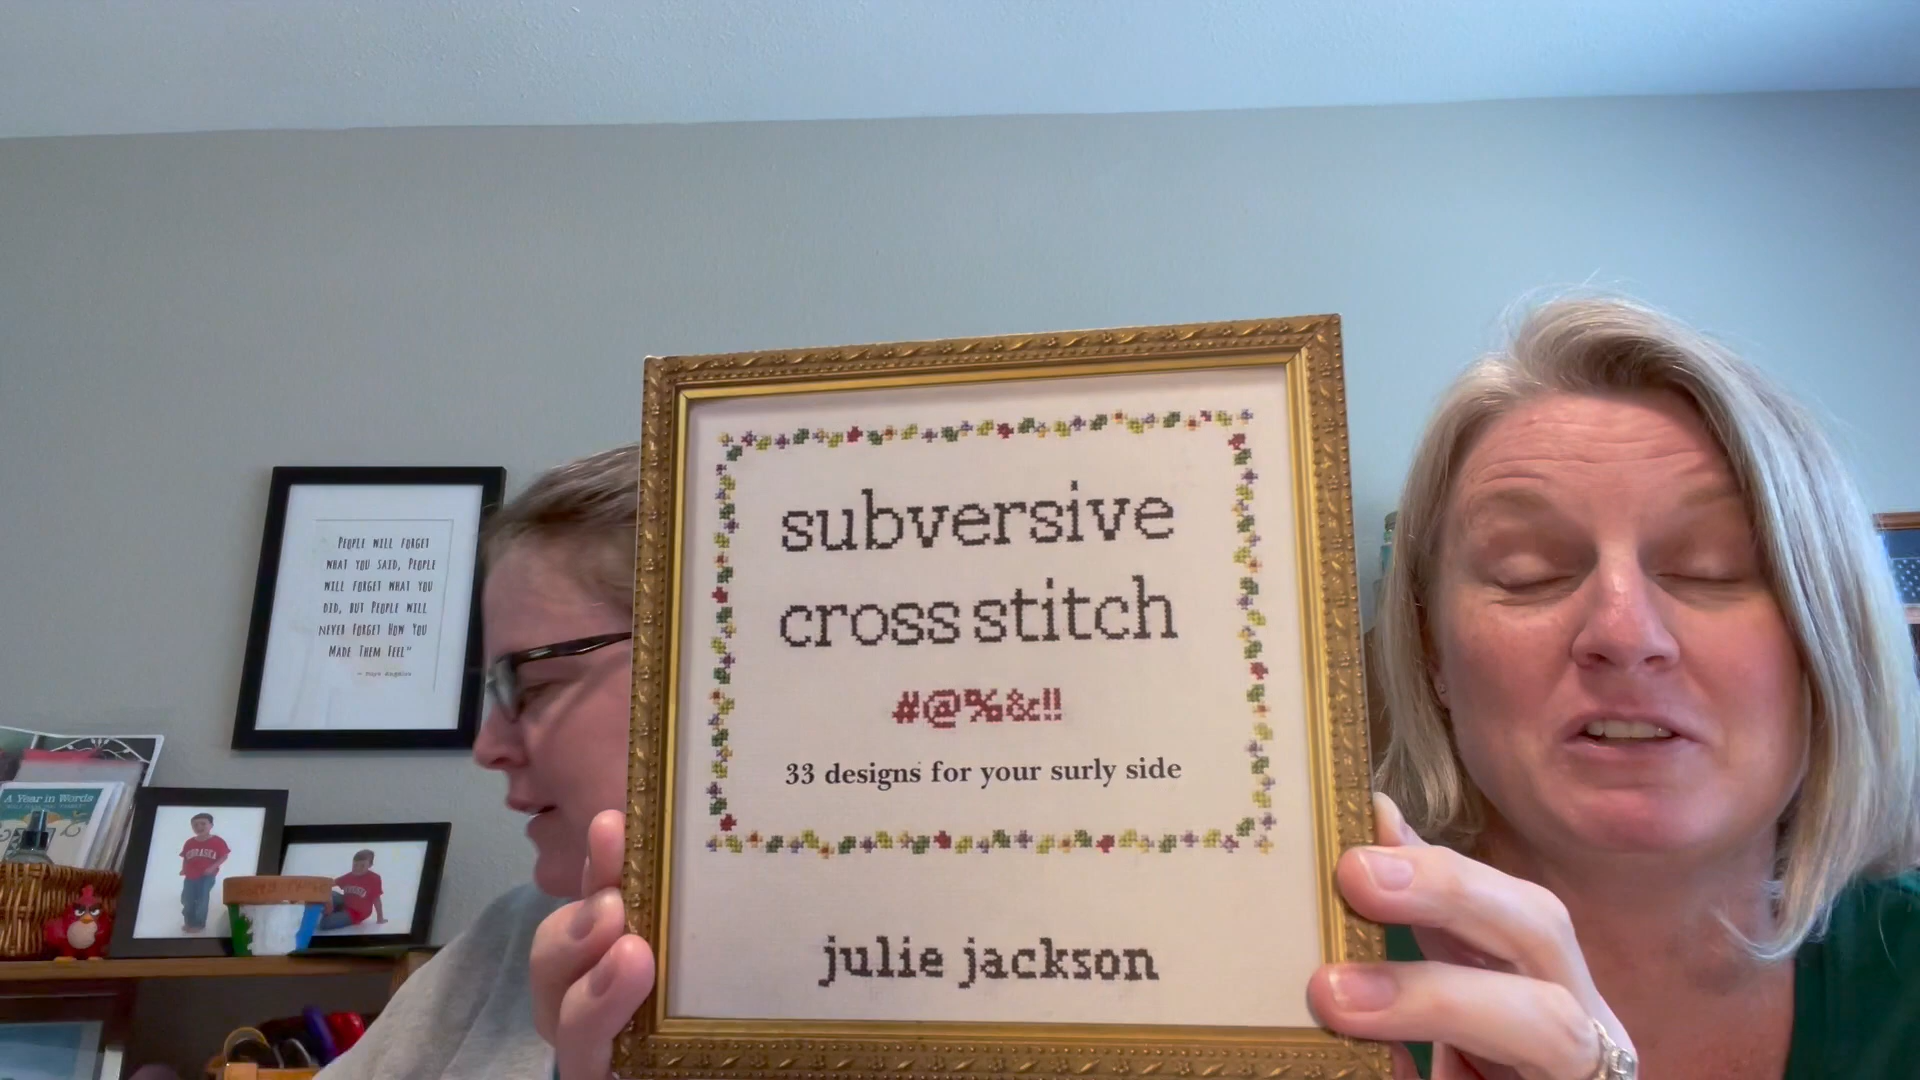 PEOPLE WILL FORGET
WHAT YOU SAID, PEOPLE
WILL FORGET WHAT YOU
DID, BUT PEOPLE WILL
NEVER FORGET HOW YOU
MADE THEM FEEL"
A Year in Words
subversive
cross stitch
#@%&!!
33 designs for your surly side
julie jackson